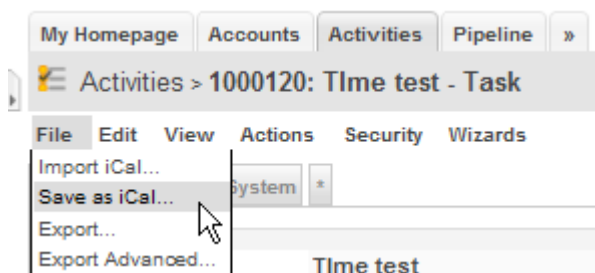 My Homepage Accounts Activities Pipeline »
Activities > 1000120: TIme test - Task
File Edit View Actions Security Wizards
Import iCal...
Save as iCal... System *
Export...
Export Advanced... TIme test